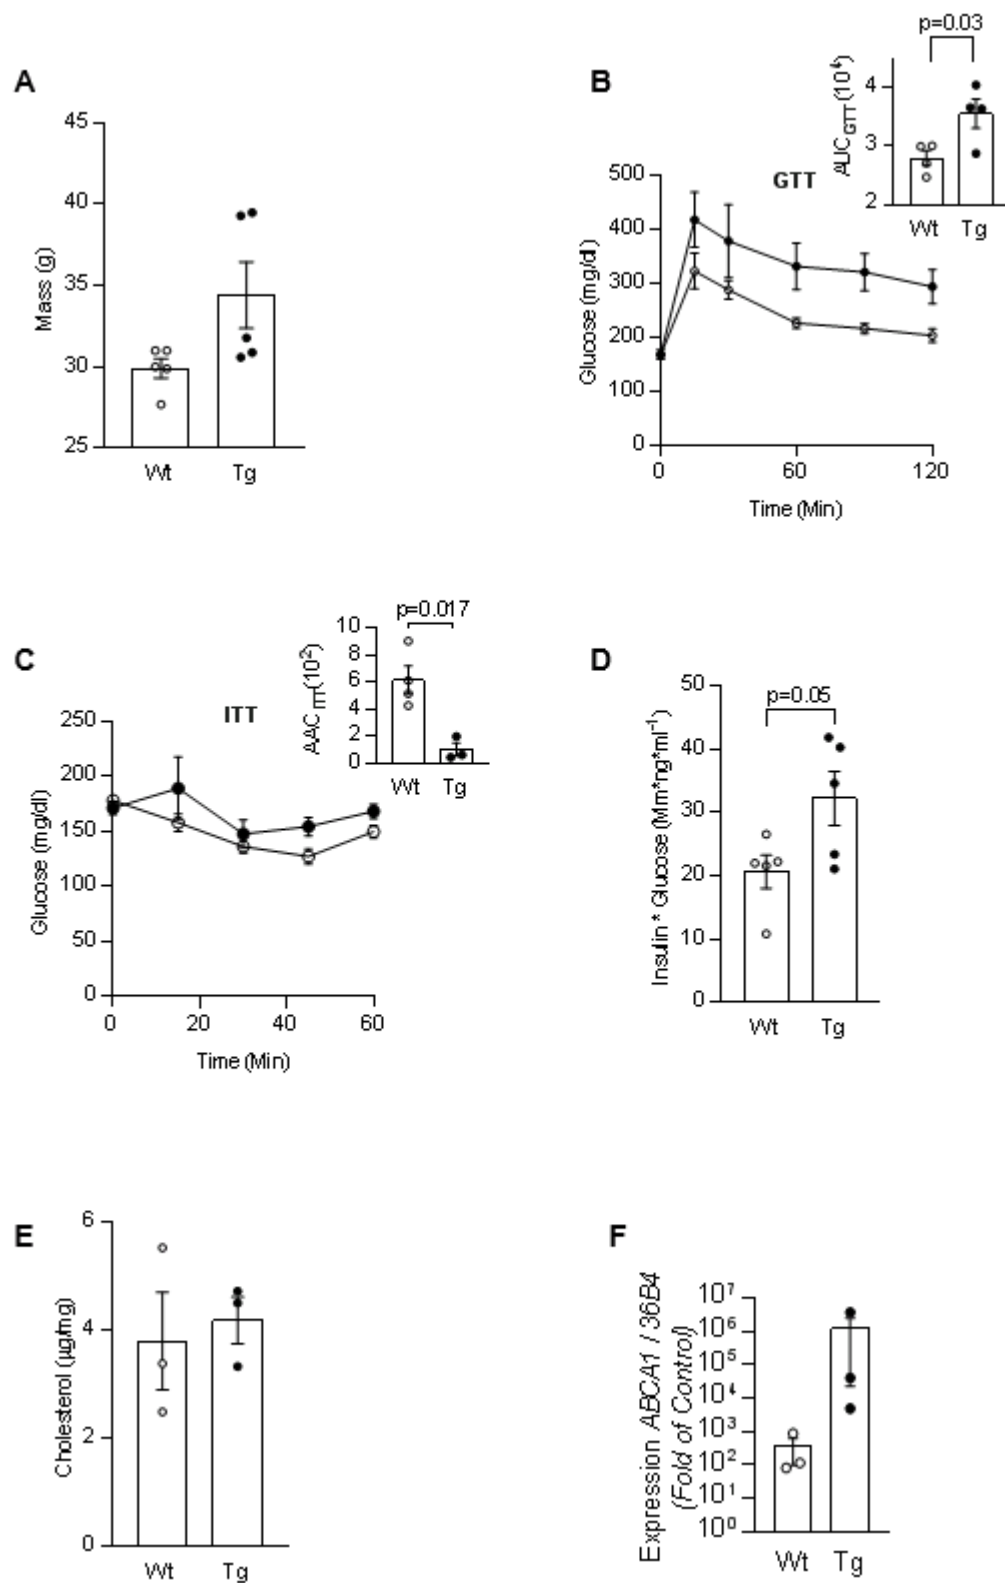 A
45
40
35
30
25
Mass (g)
Wt
Tg
B
p=0.03
AUC GTT (10⁴)
4
3
2
Wt
Tg
GTT
500
400
300
200
100
0
Glucose (mg/dl)
0
60
120
Time (Min)
C
p=0.017
AAC ITT (10²)
10
8
6
4
2
0
Wt
Tg
ITT
250
200
150
100
50
0
Glucose (mg/dl)
0
20
40
60
Time (Min)
D
p=0.05
50
40
30
20
10
0
Insulin * Glucose (Mm*ng*ml⁻¹)
Wt
Tg
E
6
4
2
0
Cholesterol (µg/mg)
Wt
Tg
F
10⁷
10⁶
10⁵
10⁴
10³
10²
10¹
10⁰
Expression ABCA1 / 36B4
(Fold of Control)
Wt
Tg